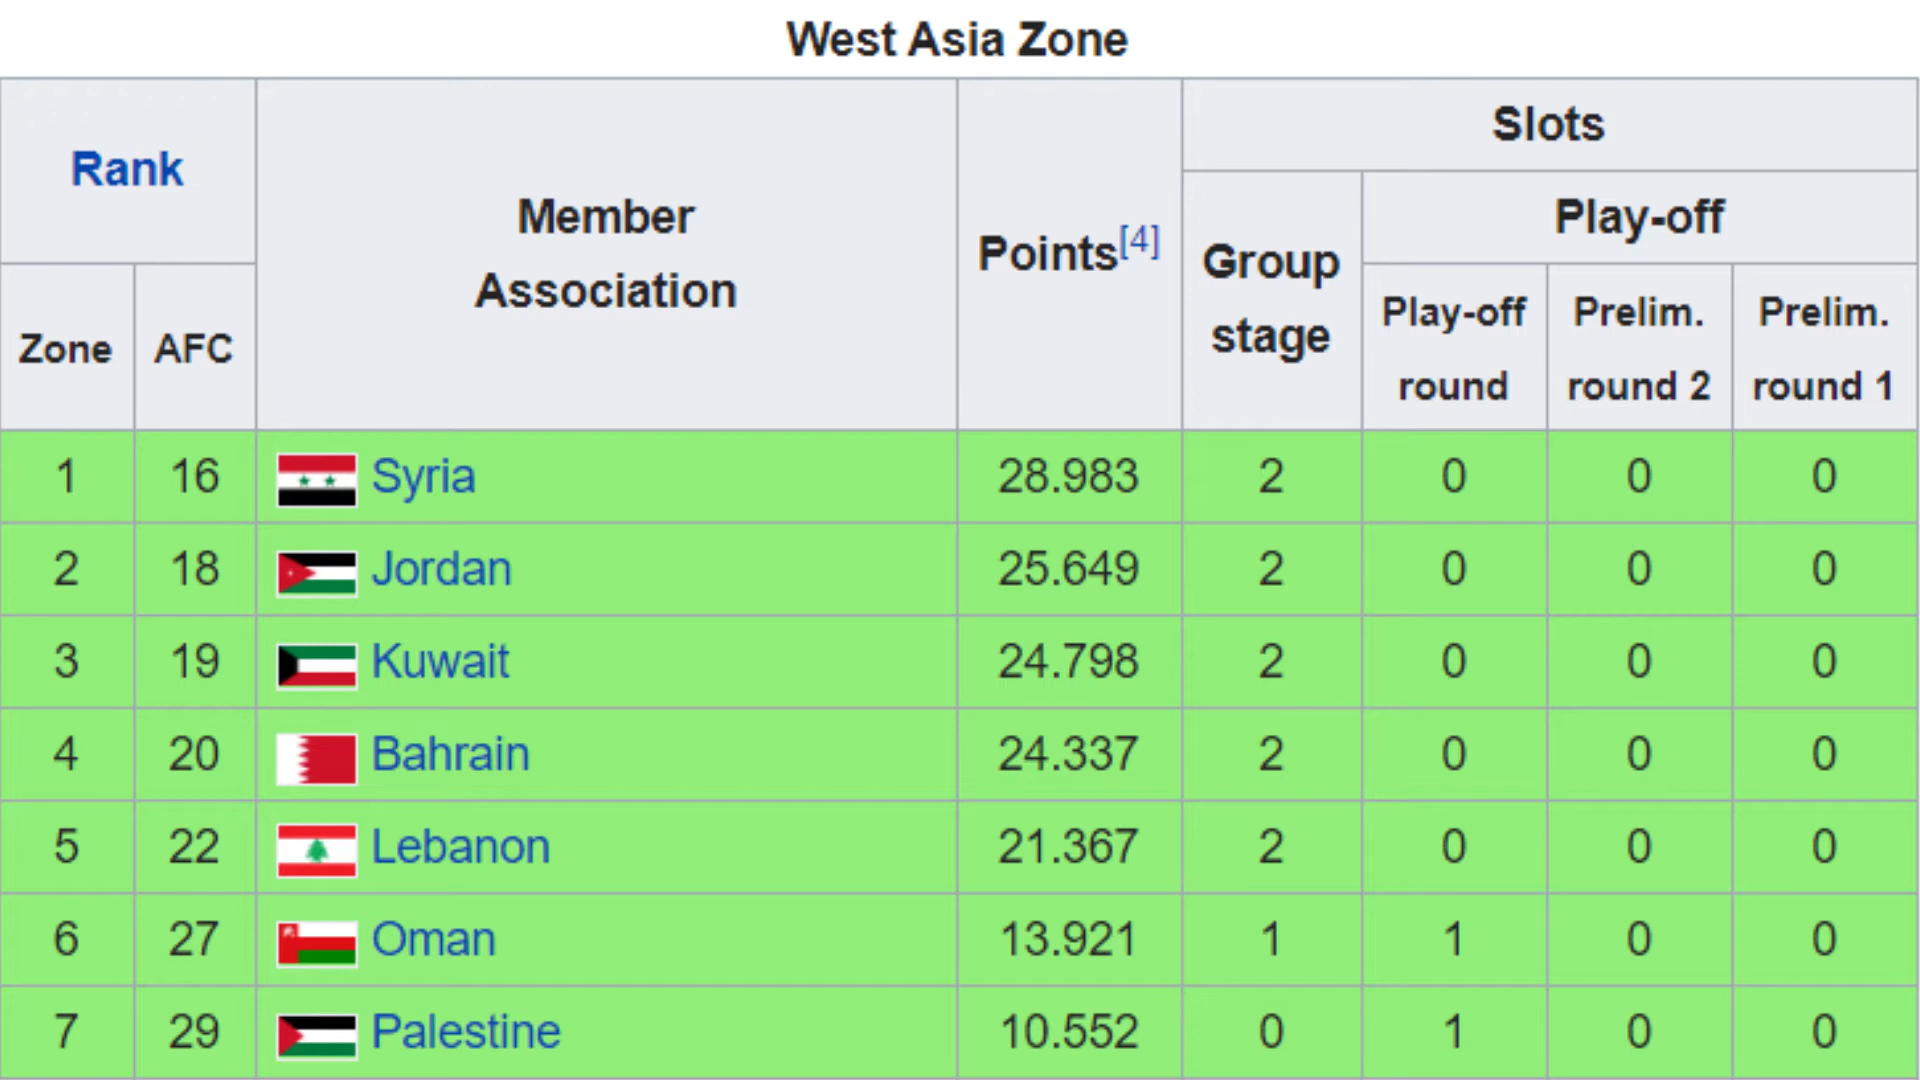 West Asia Zone
Rank
Member
Association
Points[4]
Slots
Group
stage
Play-off
Zone
AFC
Play-off
round
Prelim.
round 2
Prelim.
round 1
1 16 Syria 28.983 2 0 0 0
2 18 Jordan 25.649 2 0 0 0
3 19 Kuwait 24.798 2 0 0 0
4 20 Bahrain 24.337 2 0 0 0
5 22 Lebanon 21.367 2 0 0 0
6 27 Oman 13.921 1 1 0 0
7 29 Palestine 10.552 0 1 0 0